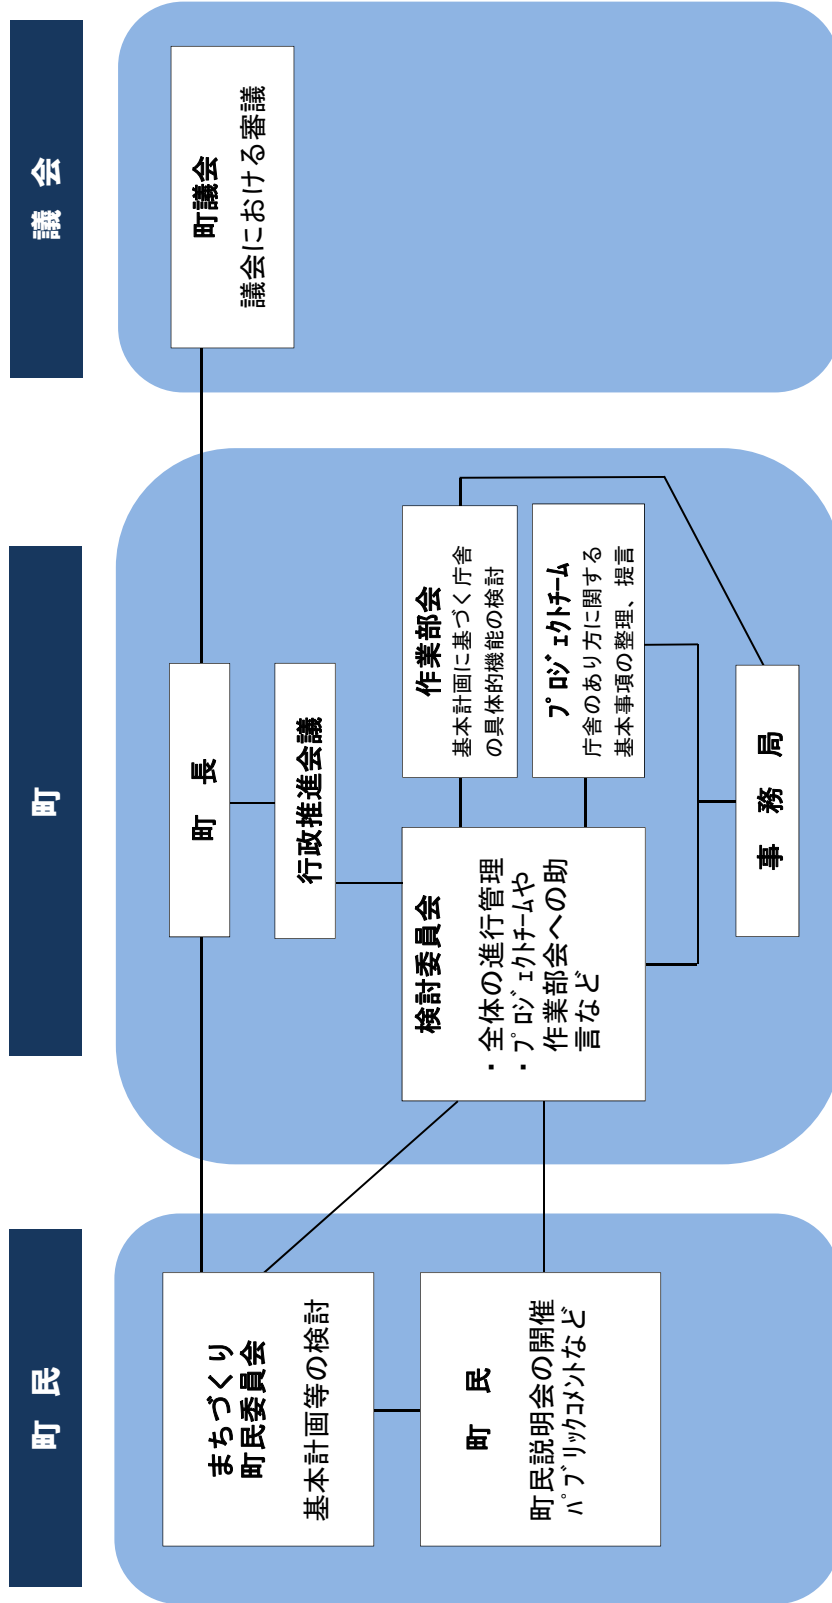 町　民
まちづくり
町民委員会
基本計画等の検討
町　民
町民説明会の開催
ﾊﾟﾌﾞﾘｯｸｺﾒﾝﾄなど
町
町　長
行政推進会議
検討委員会
・全体の進行管理
・ﾌﾟﾛｼﾞｪｸﾄﾁｰﾑや
作業部会への助
言など
作業部会
基本計画に基づく庁舎
の具体的機能の検討
ﾌﾟﾛｼﾞｪｸﾄﾁｰﾑ
庁舎のあり方に関する
基本事項の整理、提言
事　務　局
議　会
町議会
議会における審議